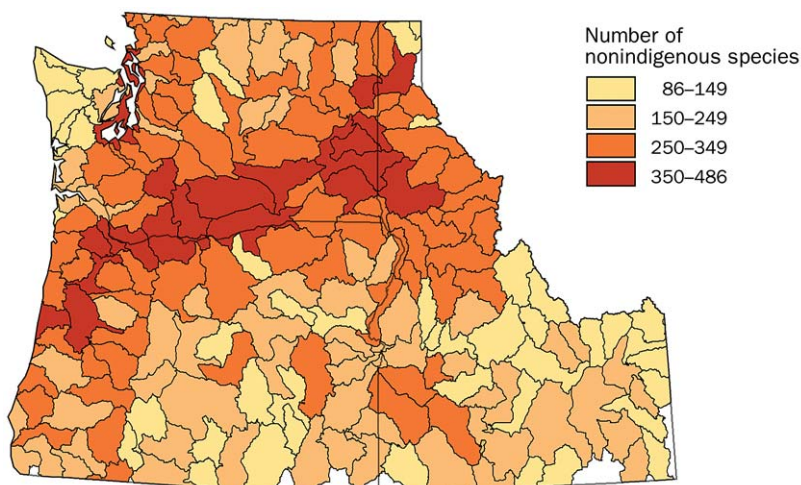 Number of
nonindigenous species
86–149
150–249
250–349
350–486